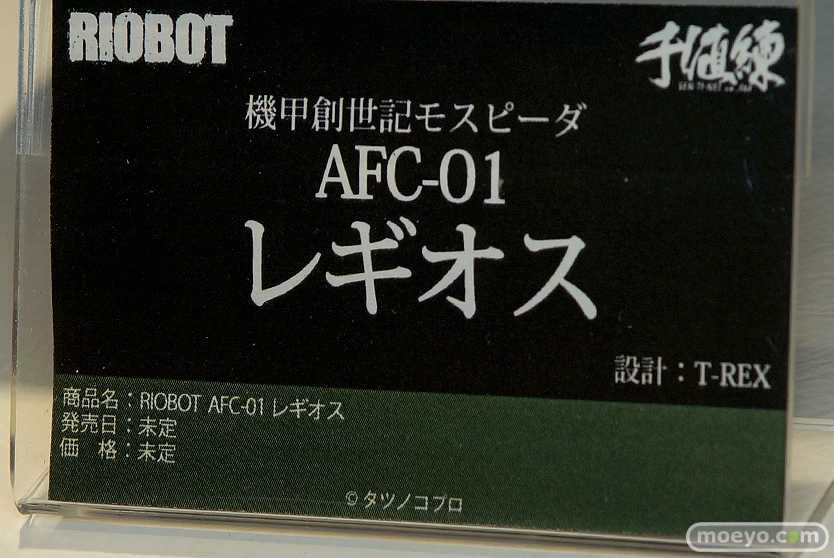 RIOBOT
千値練
機甲創世記モスピーダ
AFC-01
レギオス
設計：T-REX
商品名：RIOBOT AFC-01 レギオス
発売日：未定
価　格：未定
© タツノコプロ
moeyo.com